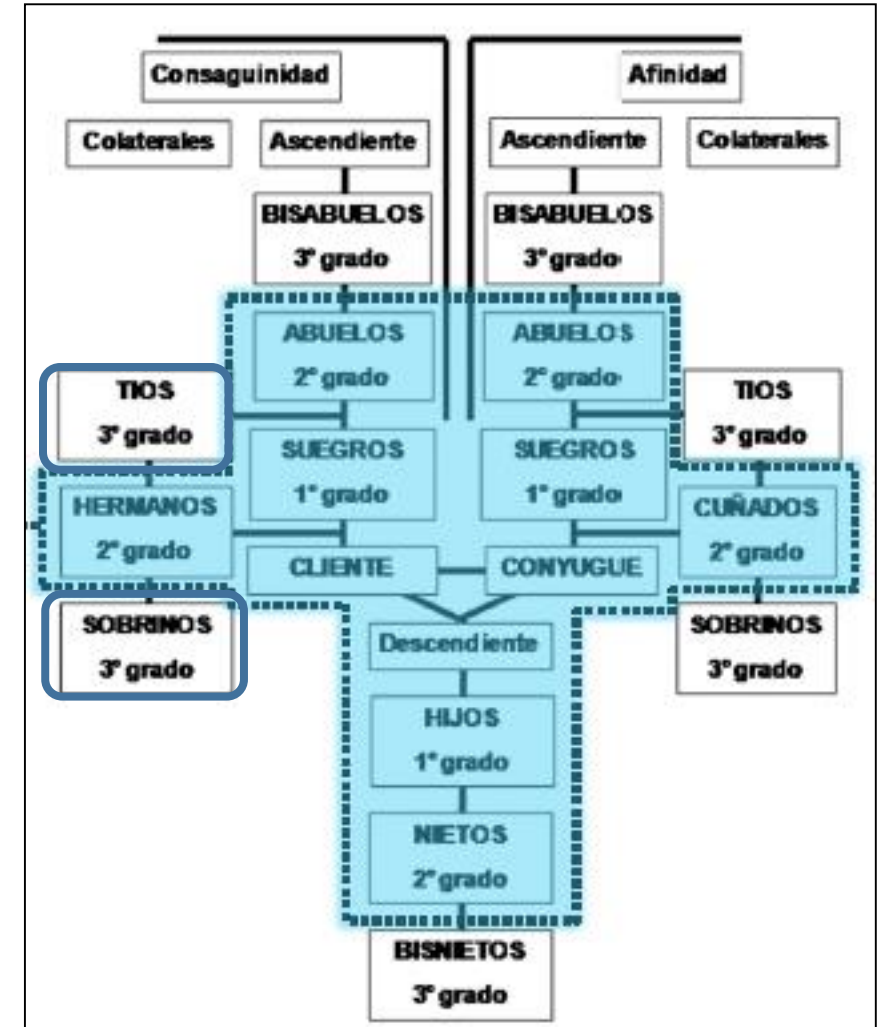 Consaguinidad
Afinidad
Colaterales
Ascendiente
Ascendiente
Colaterales
BISABUELOS
3° grado
BISABUELOS
3° grado
ABUELOS
2° grado
ABUELOS
2° grado
TIOS
3° grado
TIOS
3° grado
SUEGROS
1° grado
SUEGROS
1° grado
HERMANOS
2° grado
CUÑADOS
2° grado
CLIENTE
CONYUGUE
SOBRINOS
3° grado
Descendiente
SOBRINOS
3° grado
HIJOS
1° grado
NIETOS
2° grado
BISNIETOS
3° grado